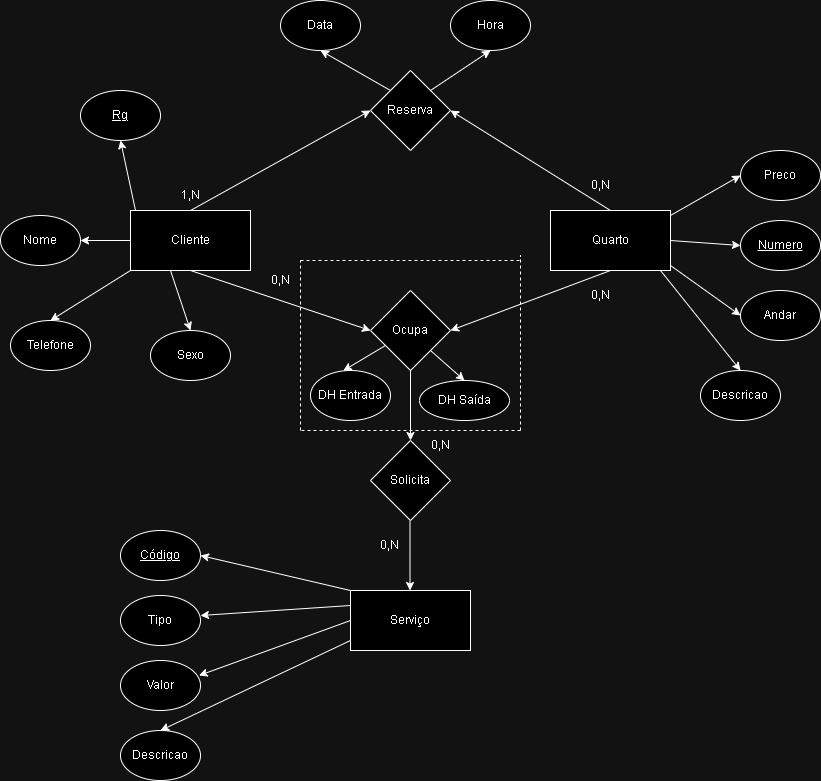 Data
Hora
Reserva
Rg
1,N
0,N
Preco
Nome
Cliente
Quarto
Numero
0,N
0,N
Andar
Ocupa
Telefone
Sexo
DH Entrada
DH Saída
Descricao
0,N
Solicita
0,N
Código
Tipo
Serviço
Valor
Descricao